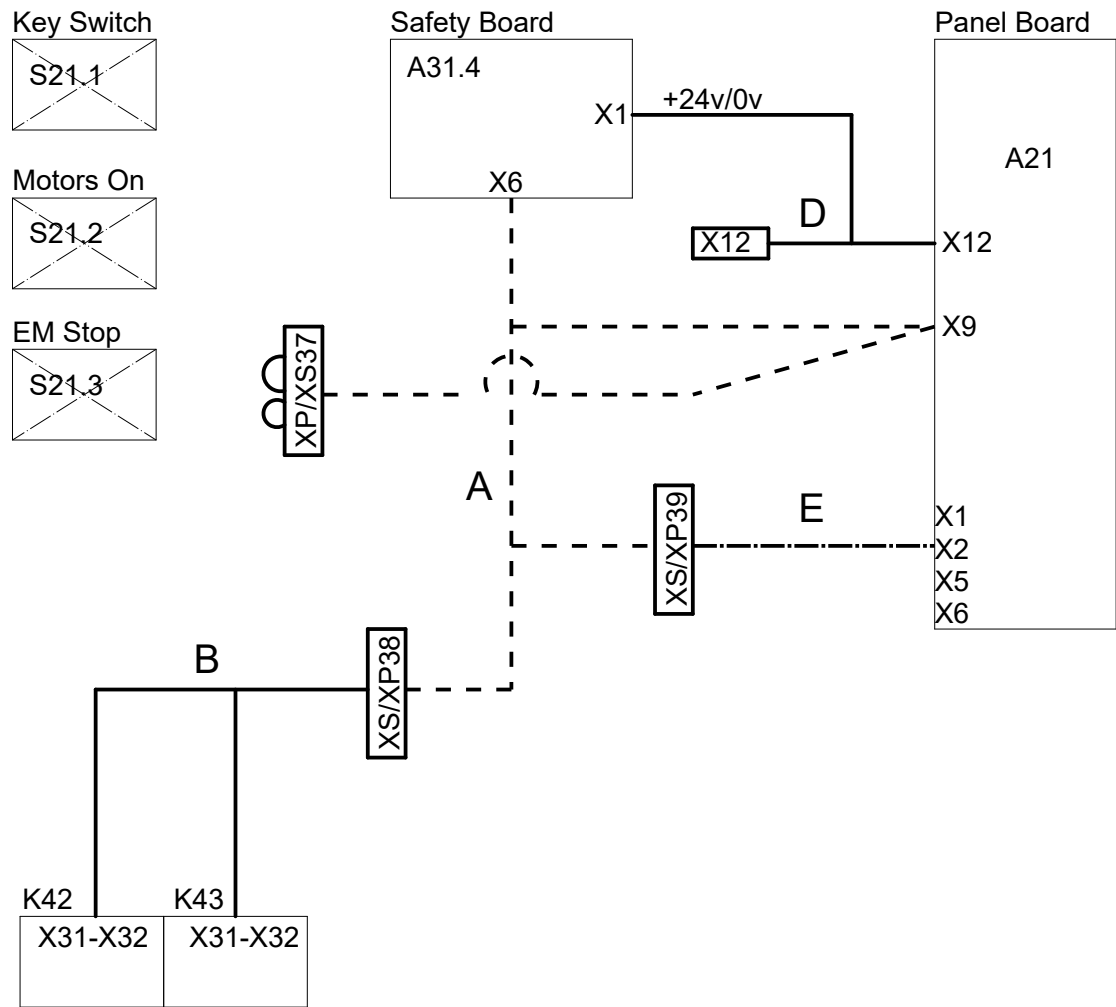 Key Switch
S21.1
Safety Board
A31.4
X1
X6
+24v/0v
Panel Board
A21
Motors On
S21.2
D
X12
X12
EM Stop
S21.3
XP/XS37
X9
A
XS/XP39
E
X1
X2
X5
X6
B
XS/XP38
K42
K43
X31-X32
X31-X32